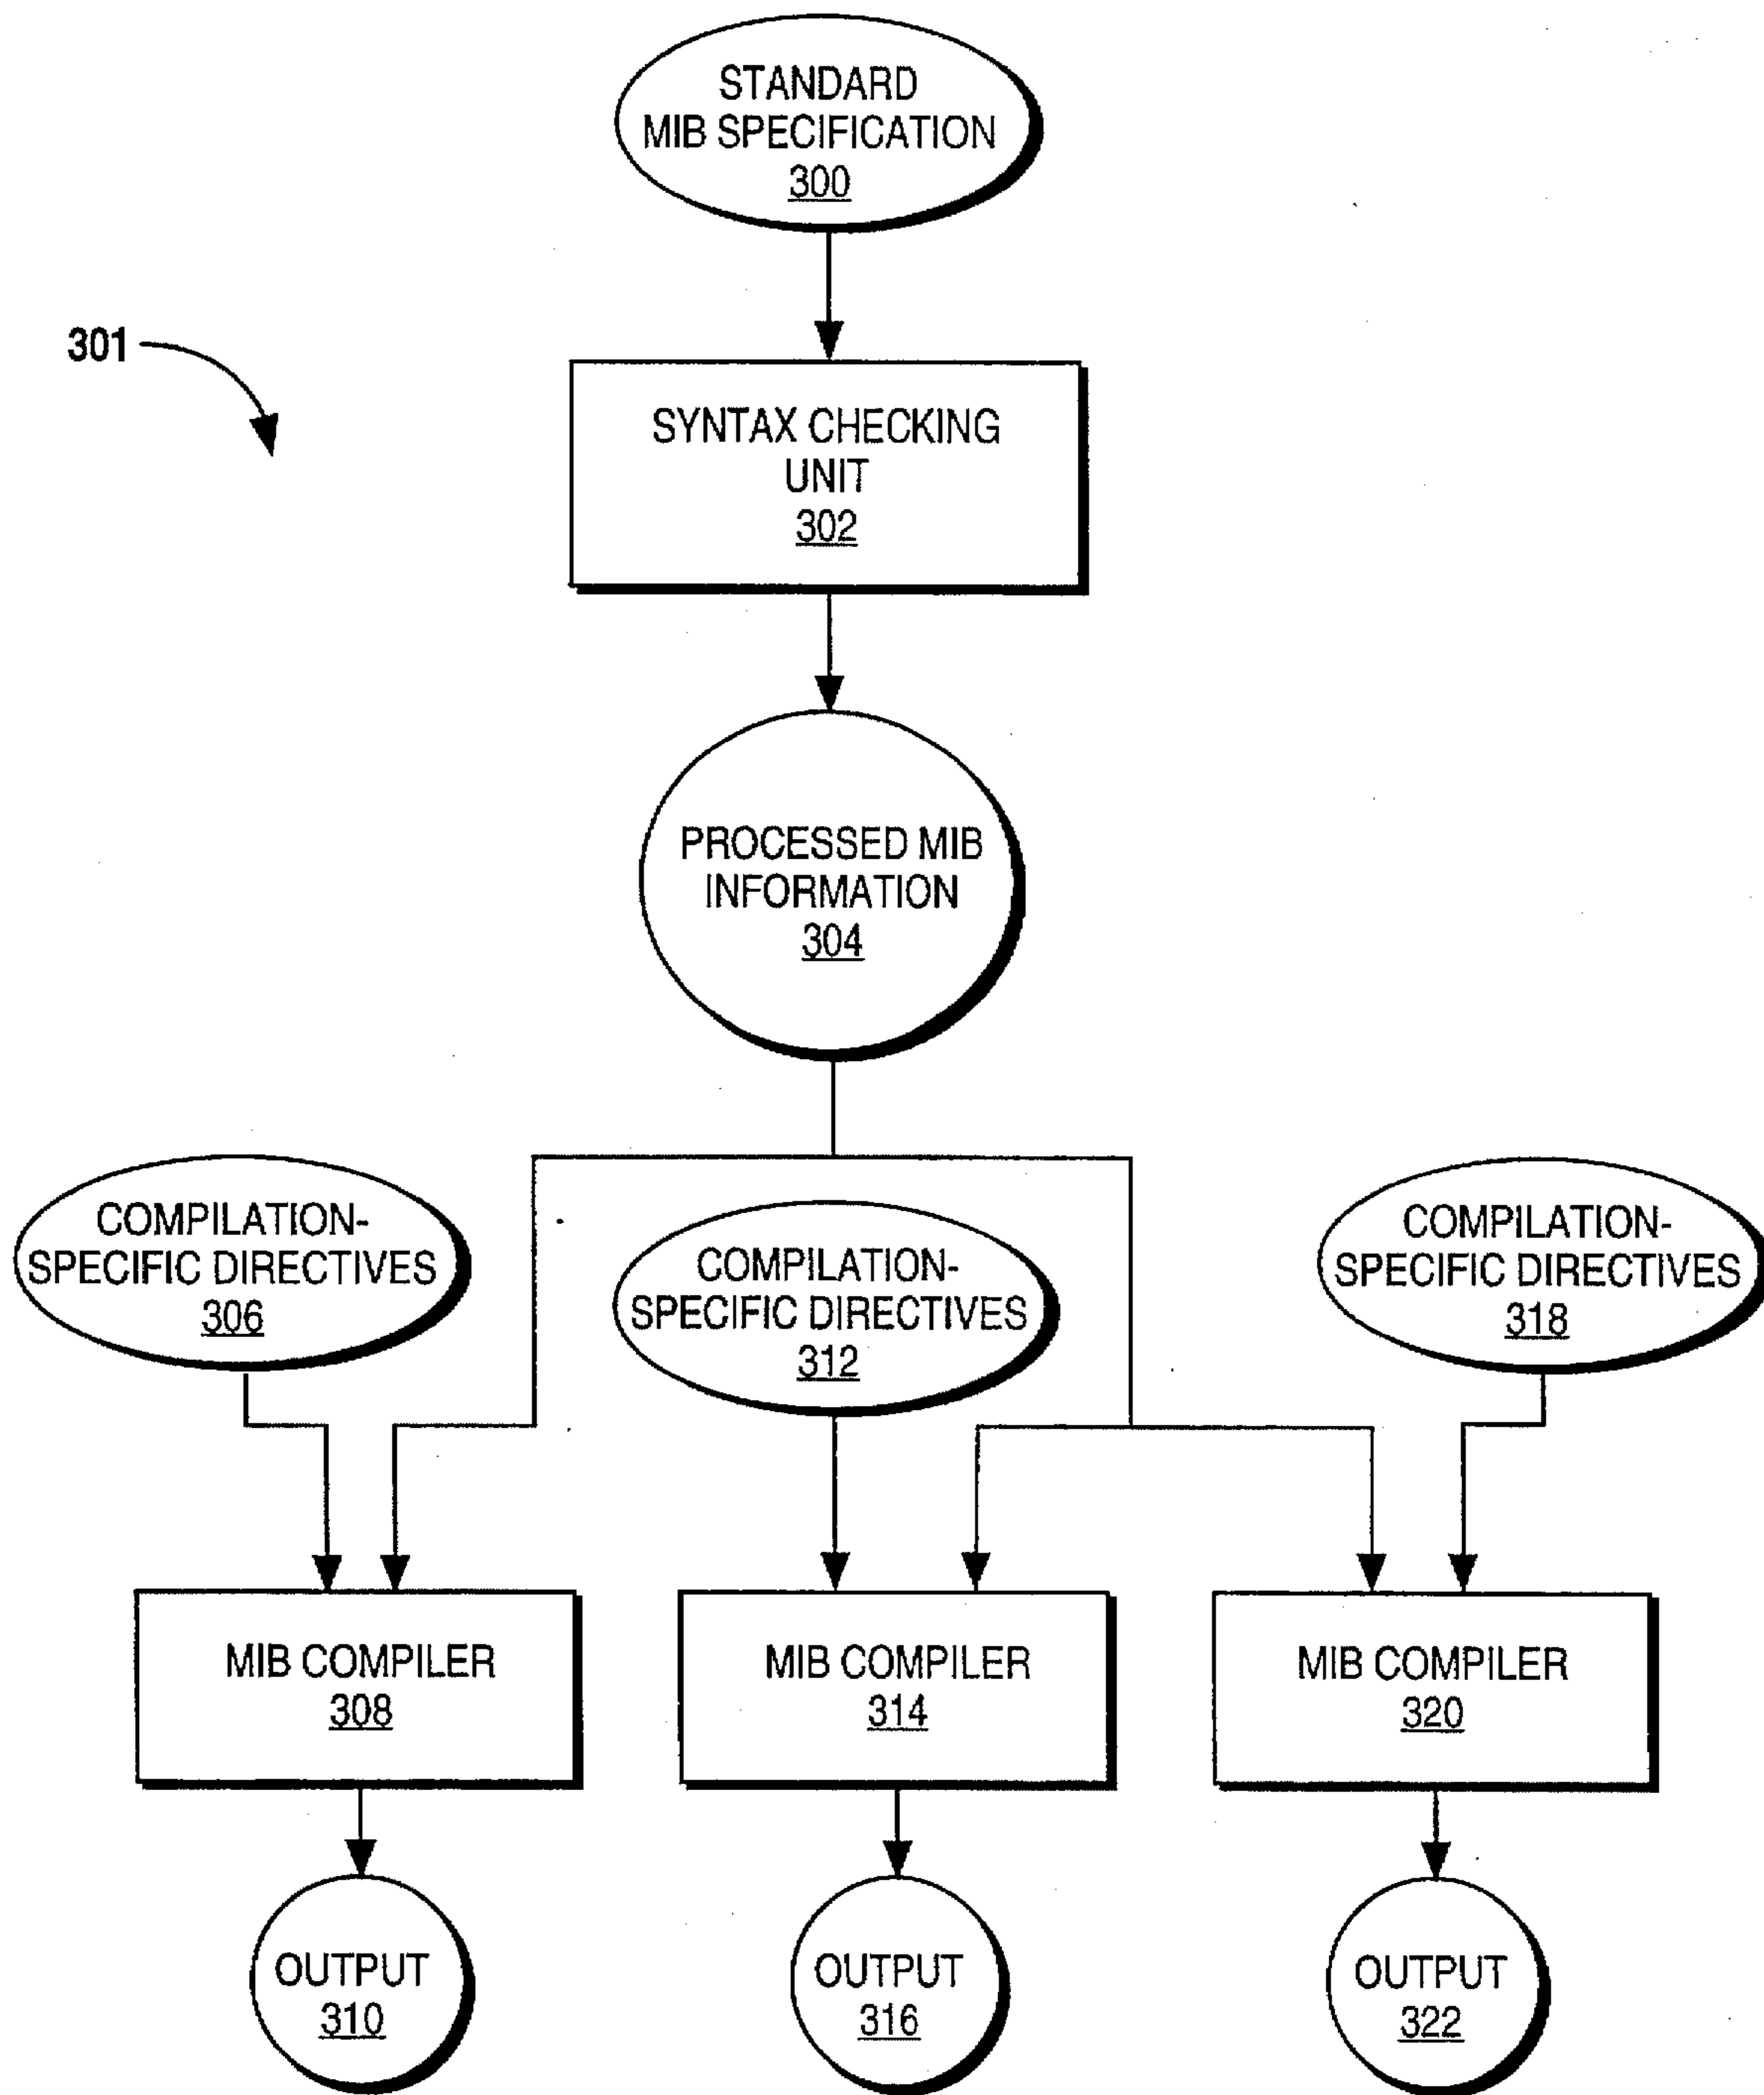 STANDARD
MIB SPECIFICATION
300
301
SYNTAX CHECKING
UNIT
302
PROCESSED MIB
INFORMATION
304
COMPILATION-
SPECIFIC DIRECTIVES
306
COMPILATION-
SPECIFIC DIRECTIVES
312
COMPILATION-
SPECIFIC DIRECTIVES
318
MIB COMPILER
308
MIB COMPILER
314
MIB COMPILER
320
OUTPUT
310
OUTPUT
316
OUTPUT
322